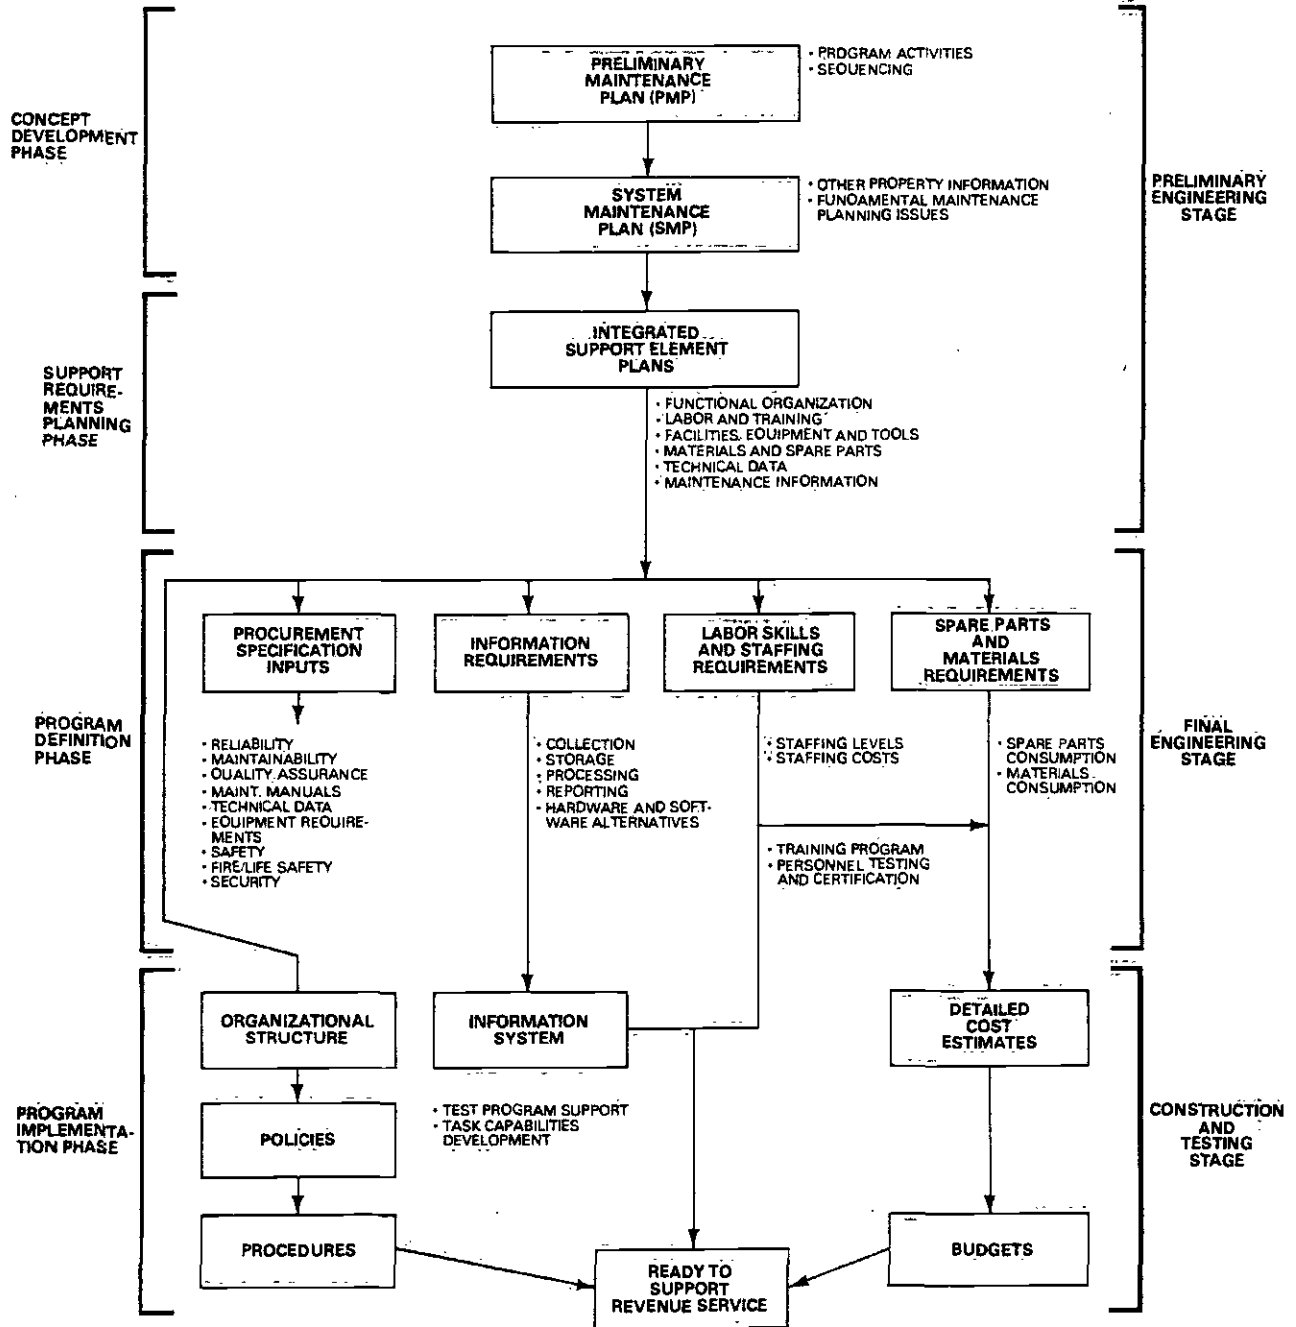 CONCEPT
DEVELOPMENT
PHASE
PRELIMINARY
MAINTENANCE
PLAN (PMP)
• PROGRAM ACTIVITIES
• SEQUENCING
SYSTEM
MAINTENANCE
PLAN (SMP)
• OTHER PROPERTY INFORMATION
• FUNDAMENTAL MAINTENANCE
PLANNING ISSUES
PRELIMINARY
ENGINEERING
STAGE
SUPPORT
REQUIRE-
MENTS
PLANNING
PHASE
INTEGRATED
SUPPORT ELEMENT
PLANS
• FUNCTIONAL ORGANIZATION
• LABOR AND TRAINING
• FACILITIES, EQUIPMENT AND TOOLS
• MATERIALS AND SPARE PARTS
• TECHNICAL DATA
• MAINTENANCE INFORMATION
PROGRAM
DEFINITION
PHASE
PROCUREMENT
SPECIFICATION
INPUTS
INFORMATION
REQUIREMENTS
LABOR SKILLS
AND STAFFING
REQUIREMENTS
SPARE PARTS
AND
MATERIALS
REQUIREMENTS
FINAL
ENGINEERING
STAGE
• RELIABILITY
• MAINTAINABILITY
• QUALITY ASSURANCE
• MAINT. MANUALS
• TECHNICAL DATA
• EQUIPMENT REQUIRE-
MENTS
• SAFETY
• FIRE/LIFE SAFETY
• SECURITY
• COLLECTION
• STORAGE
• PROCESSING
• REPORTING
• HARDWARE AND SOFT-
WARE ALTERNATIVES
• STAFFING LEVELS
• STAFFING COSTS
• TRAINING PROGRAM
• PERSONNEL TESTING
AND CERTIFICATION
• SPARE PARTS
CONSUMPTION
• MATERIALS
CONSUMPTION
PROGRAM
IMPLEMENTA-
TION PHASE
ORGANIZATIONAL
STRUCTURE
INFORMATION
SYSTEM
DETAILED
COST
ESTIMATES
POLICIES
• TEST PROGRAM SUPPORT
• TASK CAPABILITIES
DEVELOPMENT
CONSTRUCTION
AND
TESTING
STAGE
PROCEDURES
READY TO
SUPPORT
REVENUE SERVICE
BUDGETS